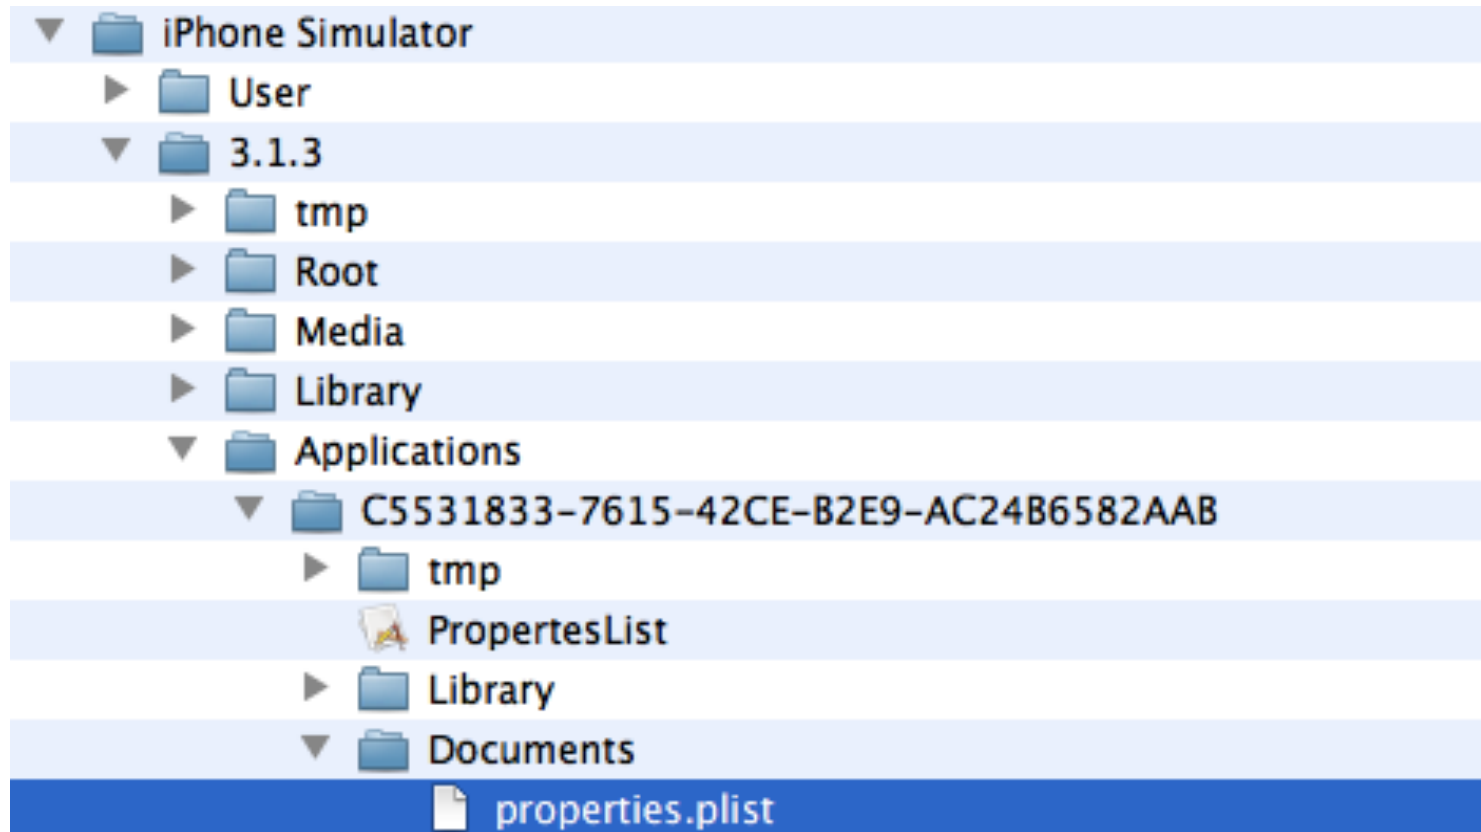 iPhone Simulator
User
3.1.3
tmp
Root
Media
Library
Applications
C5531833-7615-42CE-B2E9-AC24B6582AAB
tmp
PropertesList
Library
Documents
properties.plist